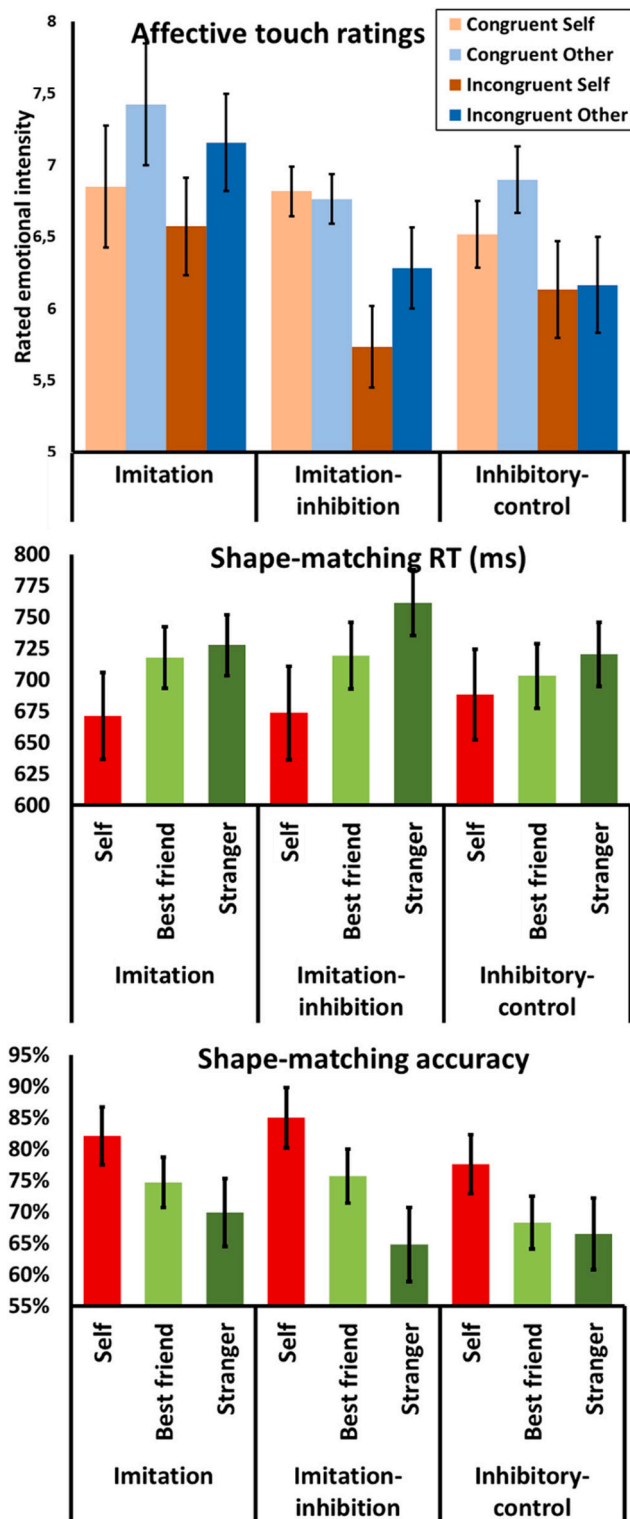 Affective touch ratings
Congruent Self
Congruent Other
Incongruent Self
Incongruent Other
Rated emotional intensity
8
7,5
7
6,5
6
5,5
5
Imitation
Imitation-
inhibition
Inhibitory-
control
Shape-matching RT (ms)
800
775
750
725
700
675
650
625
600
Self
Best friend
Stranger
Self
Best friend
Stranger
Self
Best friend
Stranger
Imitation
Imitation-
inhibition
Inhibitory-
control
Shape-matching accuracy
95%
90%
85%
80%
75%
70%
65%
60%
55%
Self
Best friend
Stranger
Self
Best friend
Stranger
Self
Best friend
Stranger
Imitation
Imitation-
inhibition
Inhibitory-
control